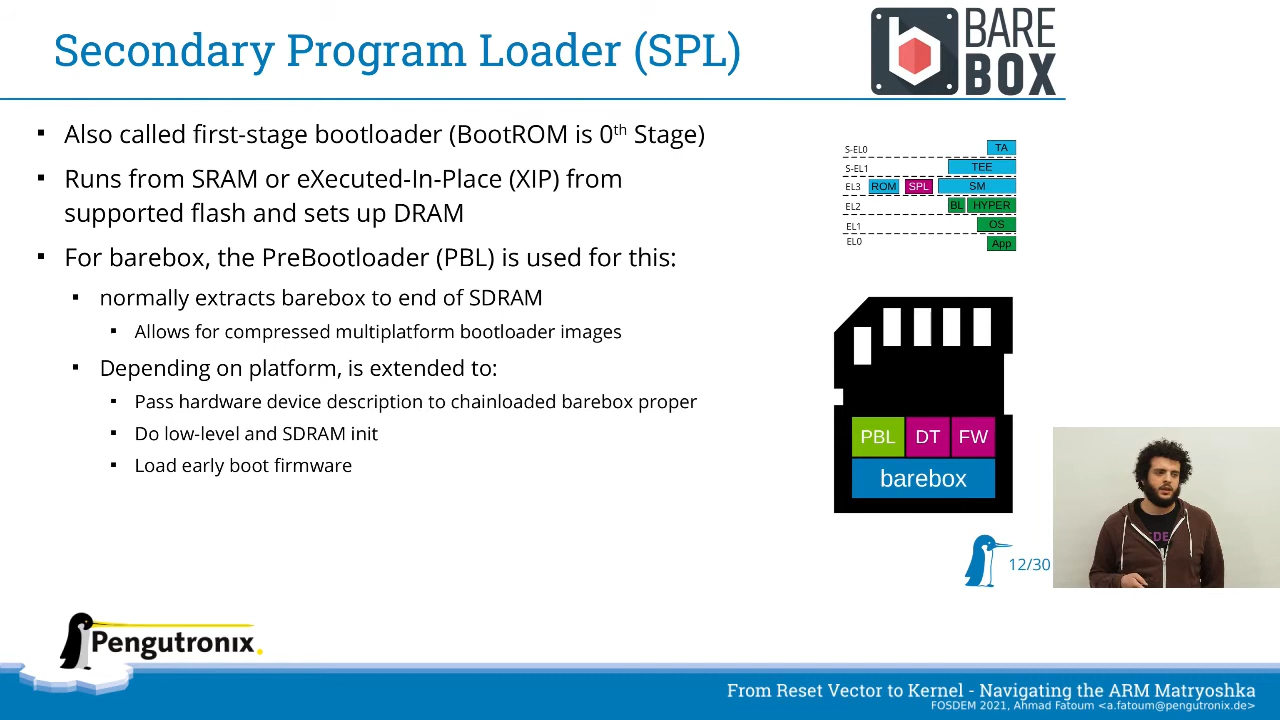 Secondary Program Loader (SPL)
BARE
BOX
Also called first-stage bootloader (BootROM is 0th Stage)
Runs from SRAM or eXecuted-In-Place (XIP) from
supported flash and sets up DRAM
For barebox, the PreBootloader (PBL) is used for this:
normally extracts barebox to end of SDRAM
Allows for compressed multiplatform bootloader images
Depending on platform, is extended to:
Pass hardware device description to chainloaded barebox proper
Do low-level and SDRAM init
Load early boot firmware
S-EL0 TA
S-EL1 TEE
EL3 ROM SPL SM
EL2 BL HYPER
EL1 OS
EL0 App
PBL DT FW
barebox
12/30
Pengutronix
From Reset Vector to Kernel - Navigating the ARM Matryoshka
FOSDEM 2021, Ahmad Fatoum <a.fatoum@pengutronix.de>